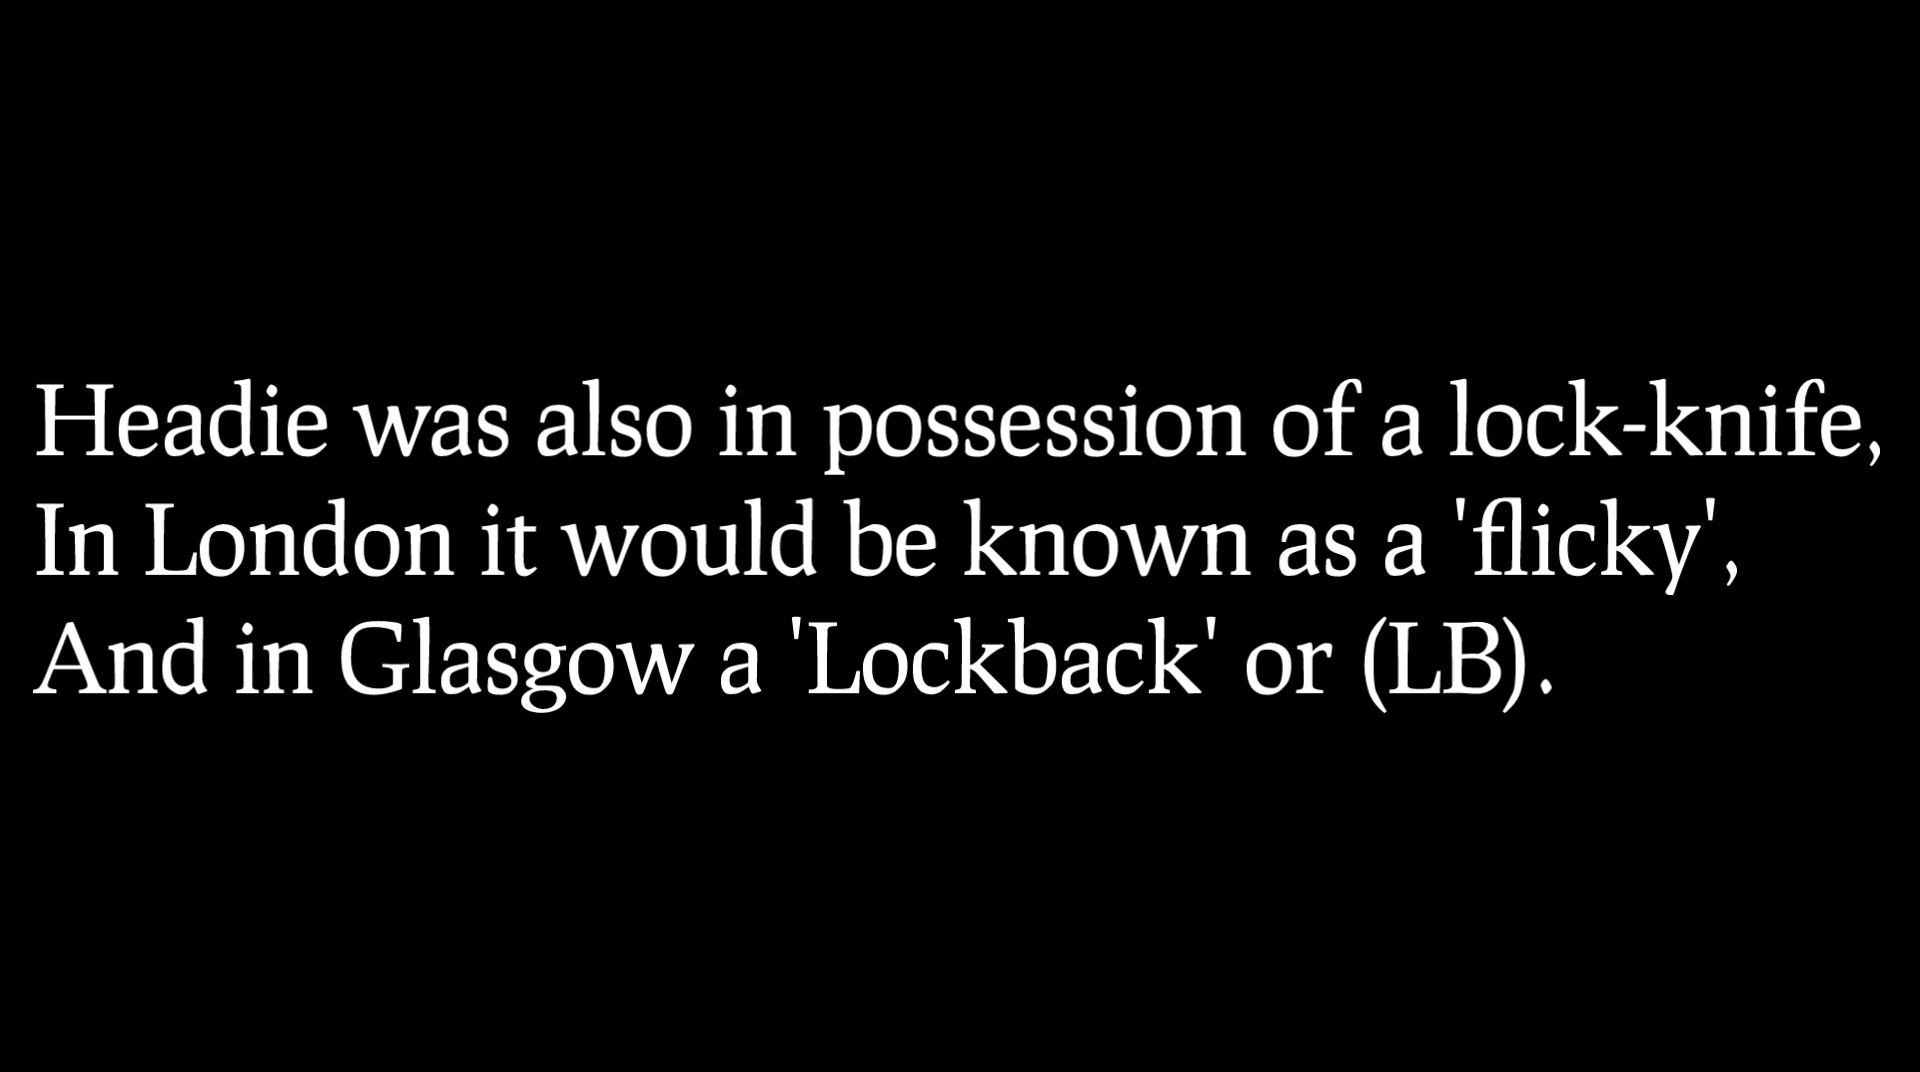 Headie was also in possession of a lock-knife,
In London it would be known as a 'flicky',
And in Glasgow a 'Lockback' or (LB).